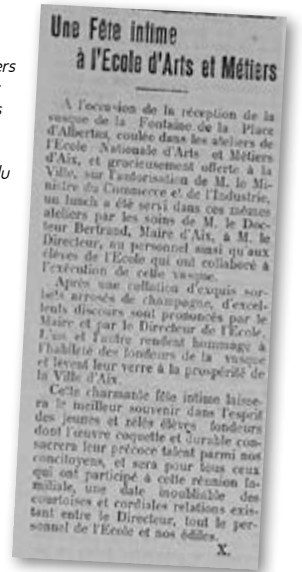 ers
s
du
Une Fête intime
à l'Ecole d'Arts et Métiers
A l'occasion de la réception de la
vasque de la Fontaine de la Place
d'Albertas, coulée dans les ateliers de
l'Ecole Nationale d'Arts et Métiers
d'Aix, et gracieusement offerte à la
Ville, sur l'autorisation de M. le Mi-
nistre du Commerce et de l'Industrie,
un lunch a été servi dans ces mêmes
ateliers par les soins de M. le Doc-
teur Bertrand, Maire d'Aix, à M. le
Directeur, au personnel ainsi qu'aux
élèves de l'Ecole qui ont collaboré à
l'exécution de cette vasque.
Après une collation d'exquis sor-
bets arrosés de champagne, d'excel-
lents discours sont prononcés par le
Maire et par le Directeur de l'Ecole.
L'un et l'autre rendent hommage à
l'habileté des fondeurs de la vasque
et lèvent leur verre à la prospérité de
la Ville d'Aix.
Cette charmante fête intime laisse-
ra le meilleur souvenir dans l'esprit
des jeunes et zélés élèves fondeurs
dont l'œuvre coquette et durable con-
sacrera leur précoce talent parmi nos
concitoyens, et sera pour tous ceux
qui ont participé à cette réunion fa-
miliale, une date inoubliable des
courtoises et cordiales relations exis-
tant entre le Directeur, tout le per-
sonnel de l'Ecole et nos édiles.
X.